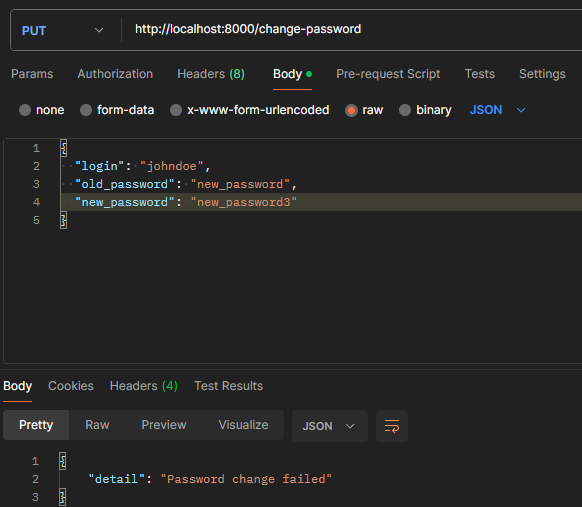 PUT http://localhost:8000/change-password
Params Authorization Headers (8) Body Pre-request Script Tests Settings
none form-data x-www-form-urlencoded raw binary JSON
1 {
2 "login": "johndoe",
3 "old_password": "new_password",
4 "new_password": "new_password3"
5 }
Body Cookies Headers (4) Test Results
Pretty Raw Preview Visualize JSON
1 {
2 "detail": "Password change failed"
3 }